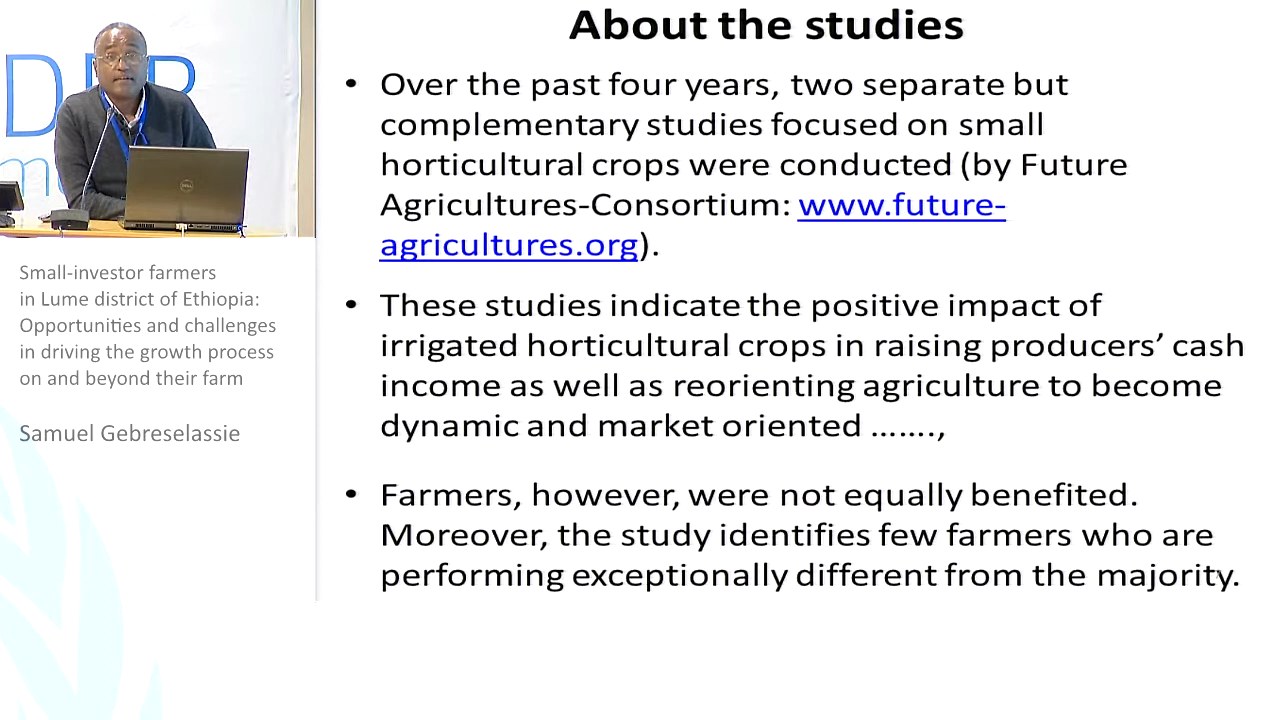 About the studies
• Over the past four years, two separate but
complementary studies focused on small
horticultural crops were conducted (by Future
Agricultures-Consortium: www.future-
agricultures.org).
• These studies indicate the positive impact of
irrigated horticultural crops in raising producers’ cash
income as well as reorienting agriculture to become
dynamic and market oriented …….,
• Farmers, however, were not equally benefited.
Moreover, the study identifies few farmers who are
performing exceptionally different from the majority.
Small-investor farmers
in Lume district of Ethiopia:
Opportunities and challenges
in driving the growth process
on and beyond their farm
Samuel Gebreselassie